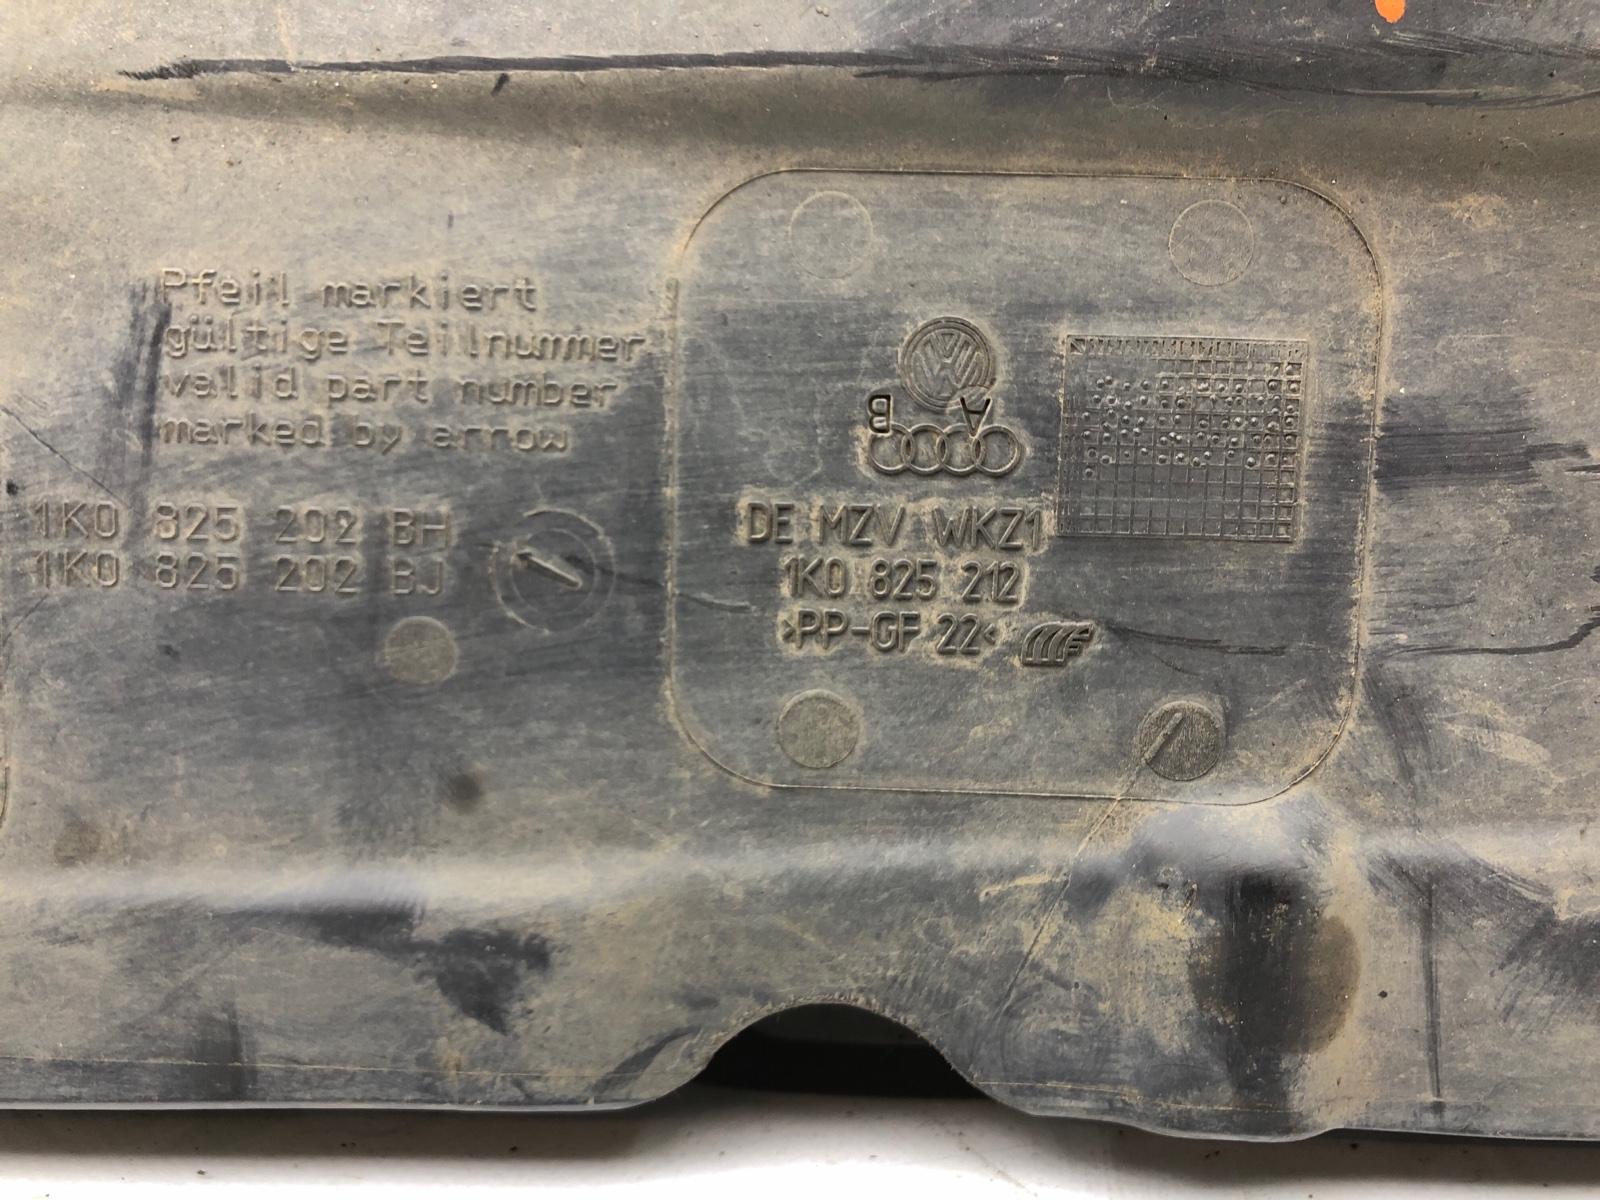 Pfeil markiert
gültige Teilnummer
valid part number
marked by arrow
1K0 825 202 BH
1K0 825 202 BJ
B A
DE MZV WKZ1
1K0 825 212
>PP-GF 22<